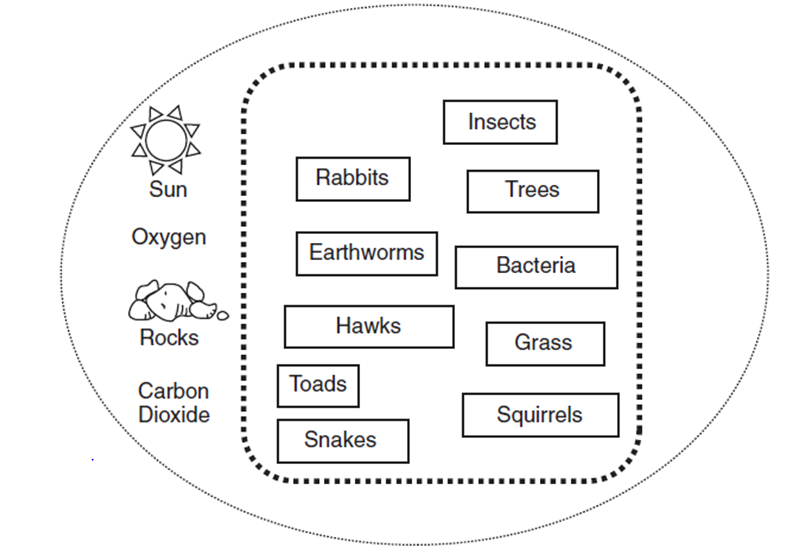 Sun
Oxygen
Rocks
Carbon
Dioxide
Insects
Rabbits
Trees
Earthworms
Bacteria
Hawks
Grass
Toads
Squirrels
Snakes